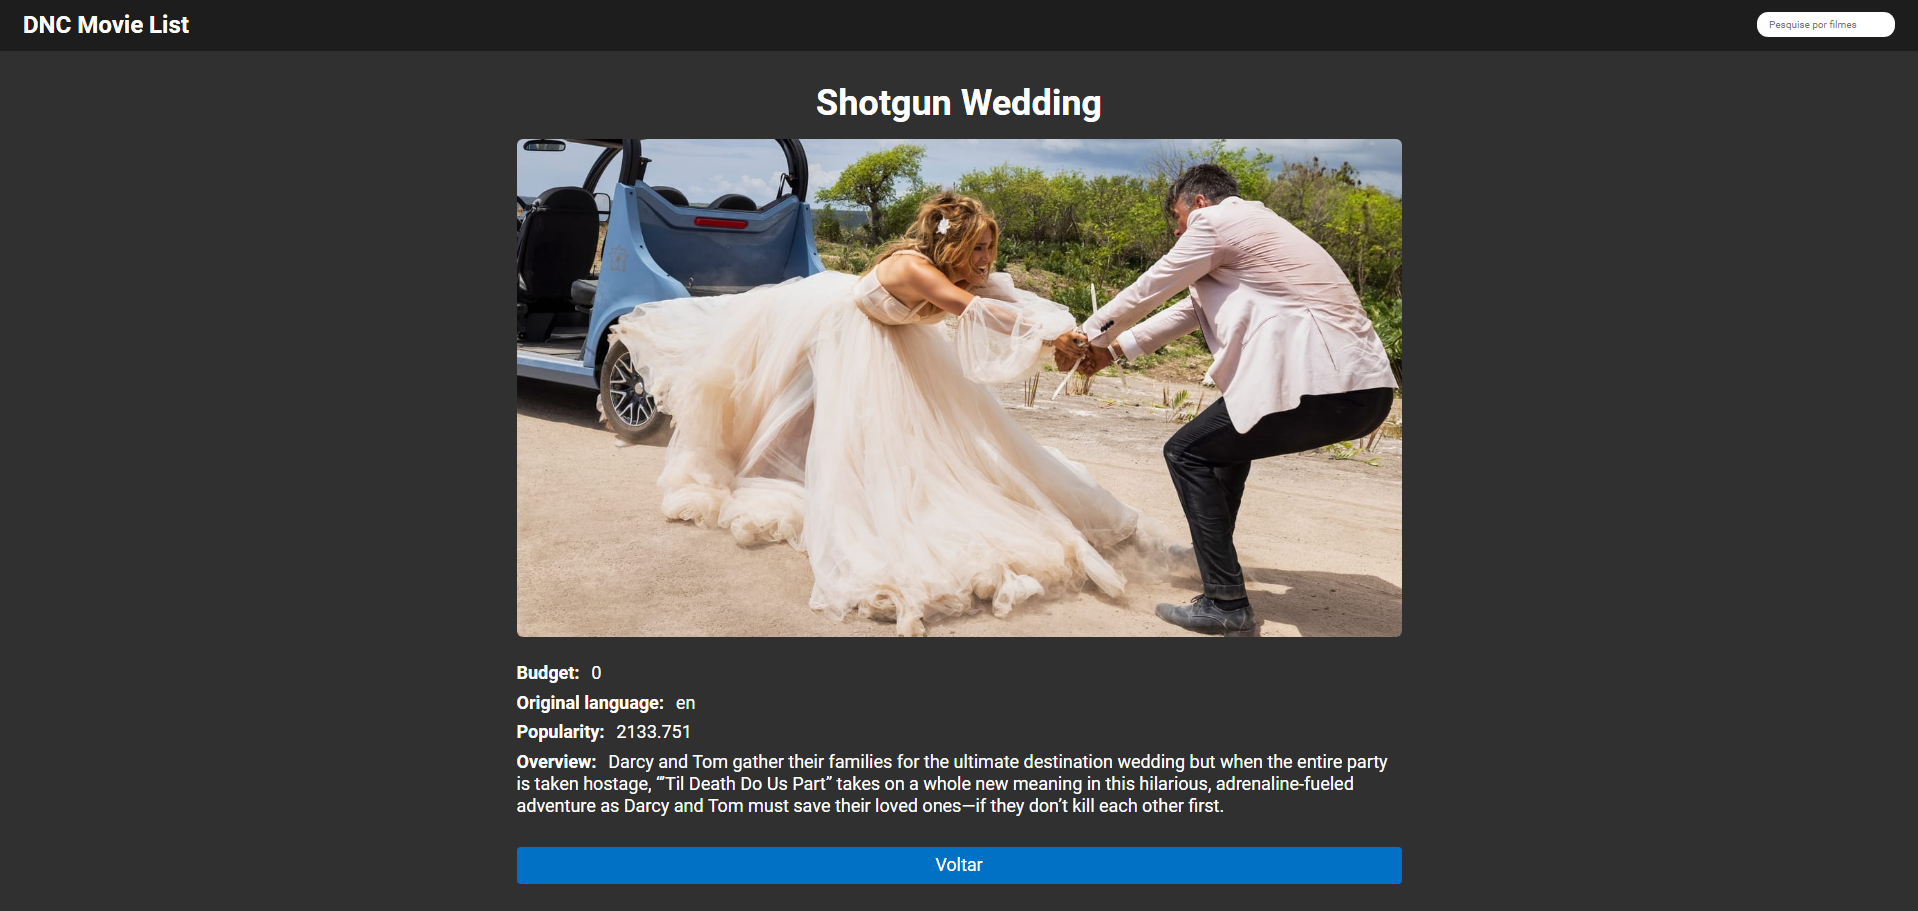 DNC Movie List
Pesquise por filmes
Shotgun Wedding
Budget: 0
Original language: en
Popularity: 2133.751
Overview: Darcy and Tom gather their families for the ultimate destination wedding but when the entire party
is taken hostage, “’Til Death Do Us Part” takes on a whole new meaning in this hilarious, adrenaline-fueled
adventure as Darcy and Tom must save their loved ones—if they don’t kill each other first.
Voltar